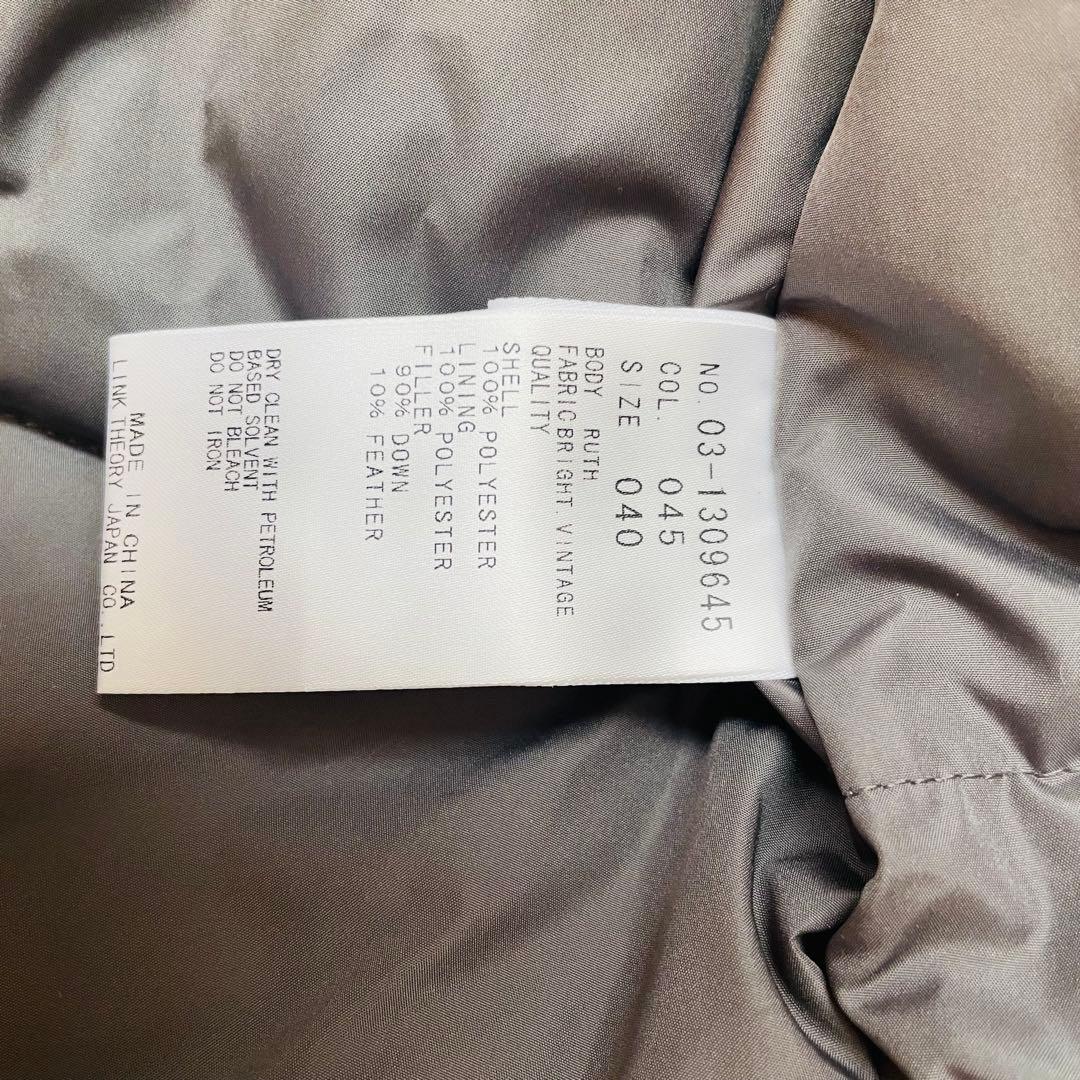 NO. 03-1309645
COL. 045
SIZE 040
BODY RUTH
FABRIC BRIGHT.VINTAGE
QUALITY
SHELL
100% POLYESTER
LINING
100% POLYESTER
FILLER
90% DOWN
10% FEATHER
DRY CLEAN WITH PETROLEUM
BASED SOLVENT
DO NOT BLEACH
DO NOT IRON
MADE IN CHINA
LINK THEORY JAPAN CO.,LTD